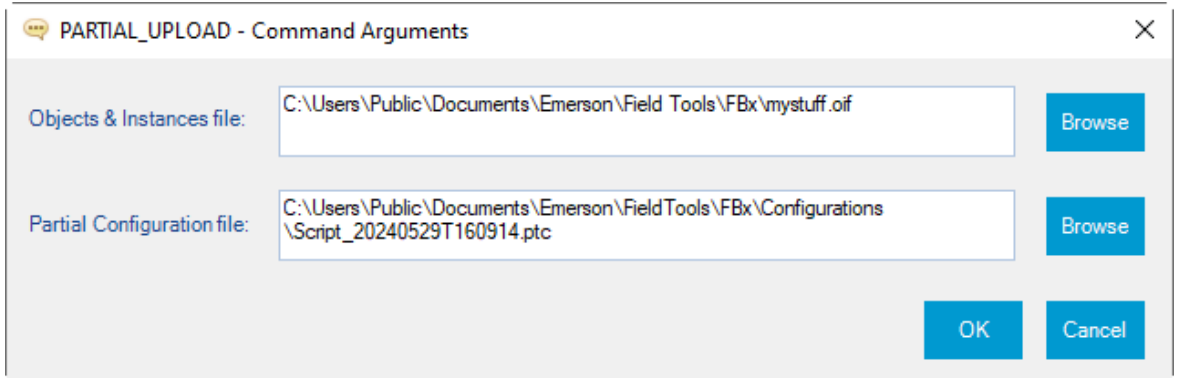 PARTIAL_UPLOAD - Command Arguments
Objects & Instances file:
C:\Users\Public\Documents\Emerson\Field Tools\FBx\mystuff.oif
Browse
Partial Configuration file:
C:\Users\Public\Documents\Emerson\FieldTools\FBx\Configurations
\Script_20240529T160914.ptc
Browse
OK
Cancel